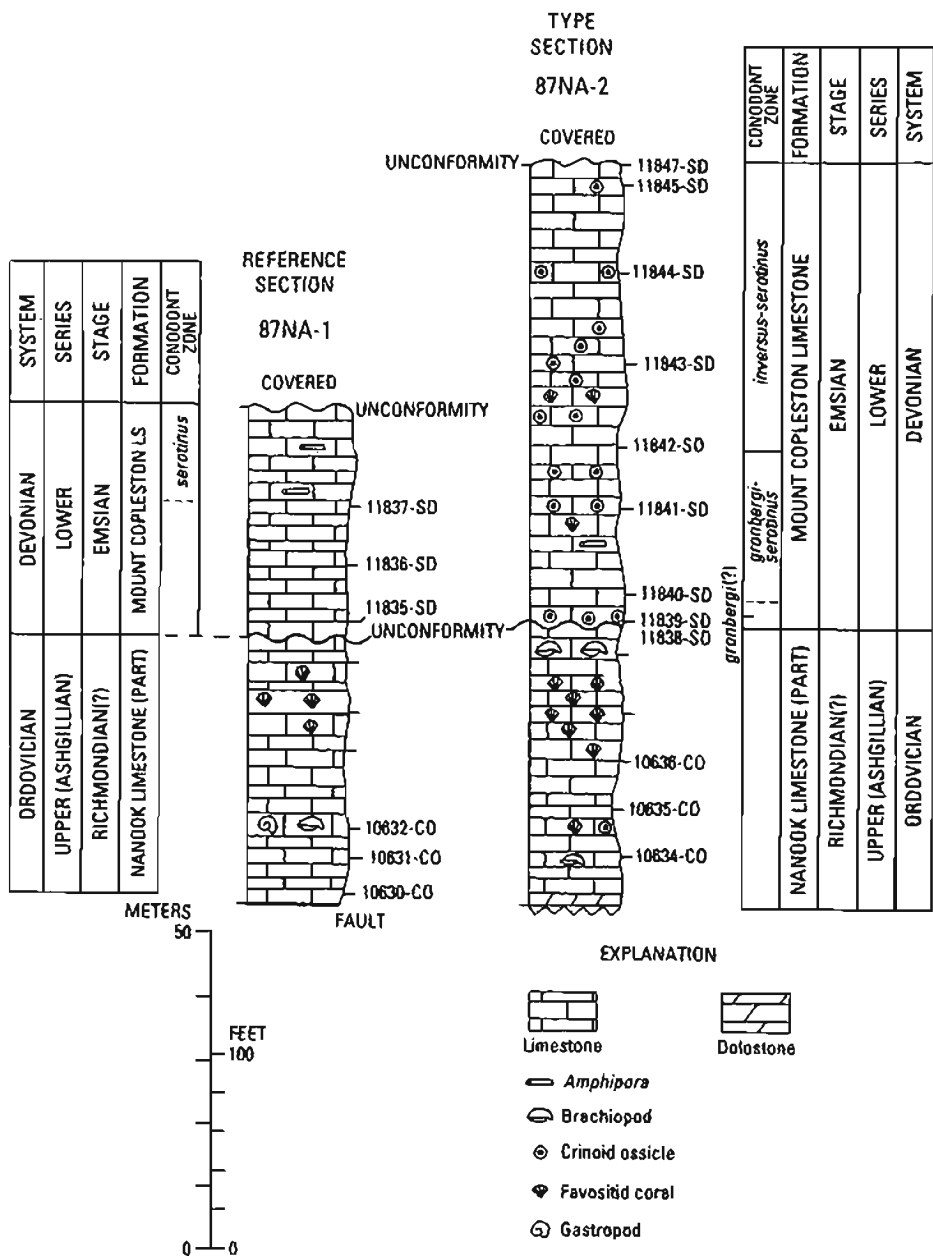 TYPE
SECTION
87NA-2
COVERED
UNCONFORMITY
11847-SD
11845-SD
11844-SD
11843-SD
11842-SD
11841-SD
11840-SD
11839-SD
11838-SD
10636-CO
10635-CO
10634-CO
CONODONT
ZONE
FORMATION
STAGE
SERIES
SYSTEM
inversus-serotinus
gronbergi-
serotinus
gronbergi(?)
MOUNT COPLESTON LIMESTONE
EMSIAN
LOWER
DEVONIAN
NANOOK LIMESTONE (PART)
RICHMONDIAN(?)
UPPER (ASHGILLIAN)
ORDOVICIAN
REFERENCE
SECTION
87NA-1
COVERED
UNCONFORMITY
11837-SD
11836-SD
11835-SD
UNCONFORMITY
10632-CO
10631-CO
10630-CO
FAULT
SYSTEM
SERIES
STAGE
FORMATION
CONODONT
ZONE
DEVONIAN
LOWER
EMSIAN
MOUNT COPLESTON LS
serotinus
ORDOVICIAN
UPPER (ASHGILLIAN)
RICHMONDIAN(?)
NANOOK LIMESTONE (PART)
METERS
50
FEET
100
0
0
EXPLANATION
Limestone
Dolostone
Amphipora
Brachiopod
Crinoid ossicle
Favositid coral
Gastropod